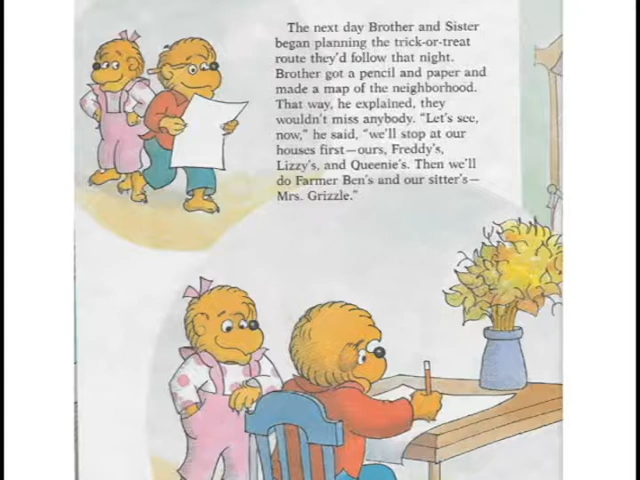 The next day Brother and Sister
began planning the trick-or-treat
route they'd follow that night.
Brother got a pencil and paper and
made a map of the neighborhood.
That way, he explained, they
wouldn't miss anybody. "Let's see,
now," he said, "we'll stop at our
houses first—ours, Freddy's,
Lizzy's, and Queenie's. Then we'll
do Farmer Ben's and our sitter's—
Mrs. Grizzle."